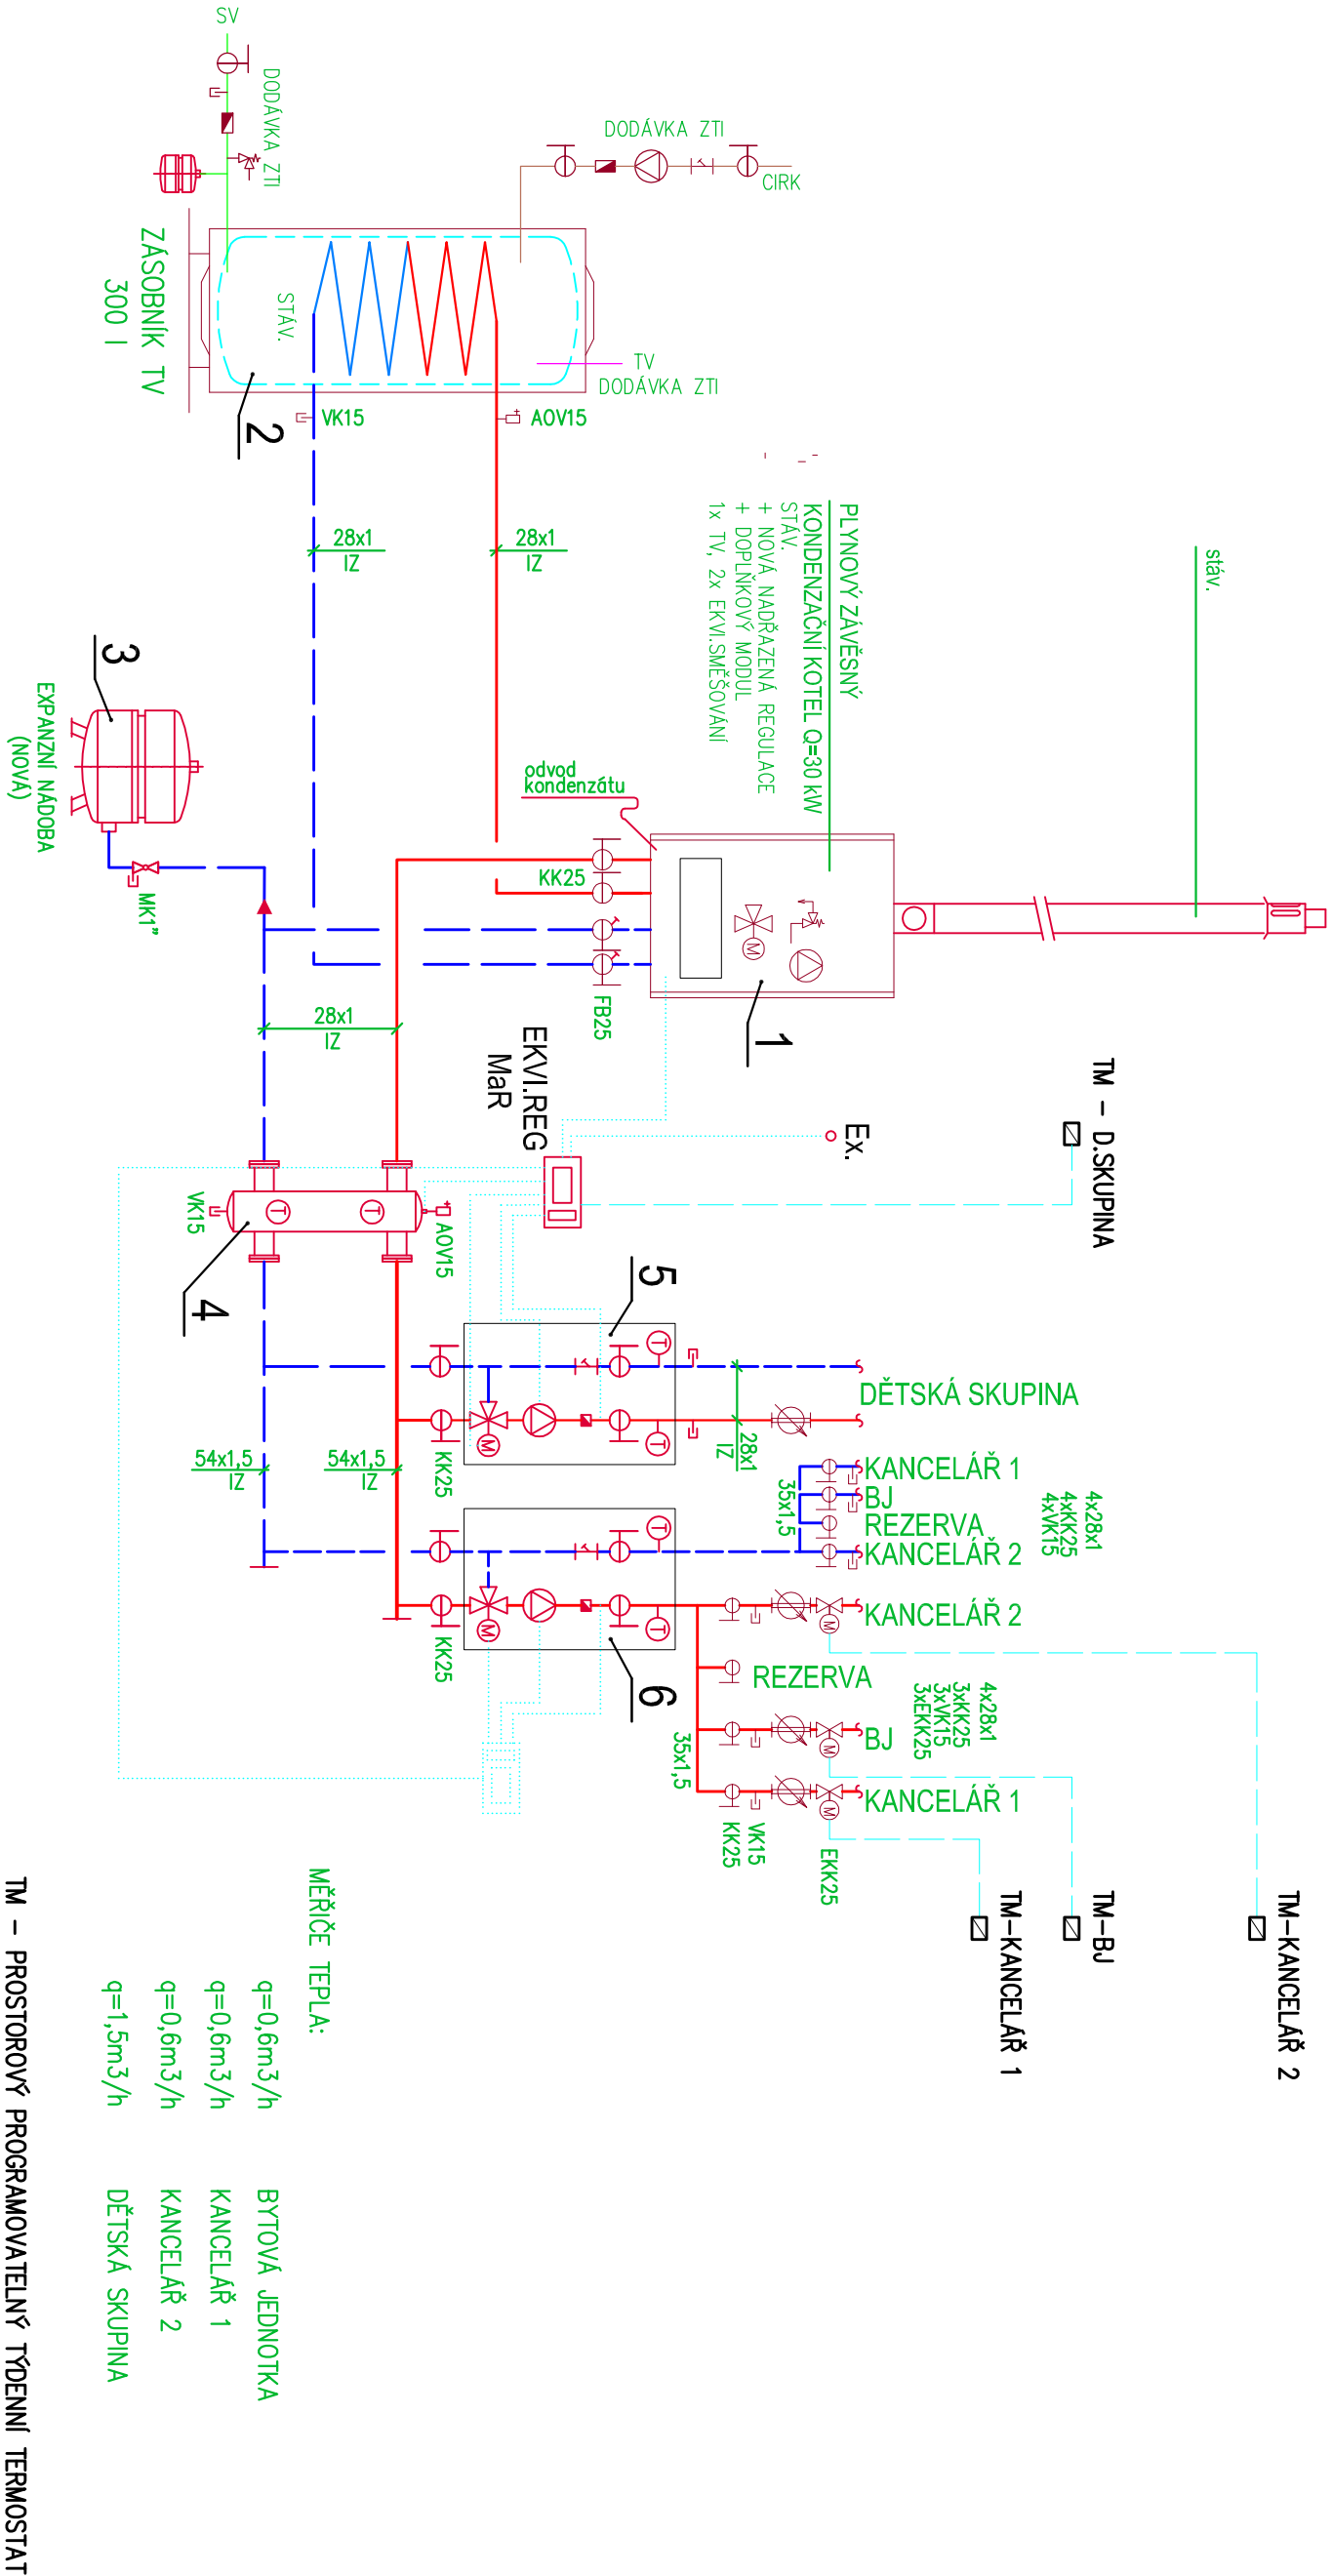 SV
DODÁVKA ZTI
DODÁVKA ZTI
CIRK
ZÁSOBNÍK TV
300 l
STÁV.
TV
DODÁVKA ZTI
2
VK15
AOV15
28x1
IZ
28x1
IZ
PLYNOVÝ ZÁVĚSNÝ
KONDENZAČNÍ KOTEL Q=30 kW
STÁV.
+ NOVÁ NADŘAZENÁ REGULACE
+ DOPLŇKOVÝ MODUL
1x TV, 2x EKVI.SMĚŠOVÁNÍ
stáv.
3
EXPANZNÍ NÁDOBA
(NOVÁ)
MK1"
odvod
kondenzátu
KK25
FB25
M
1
28x1
IZ
EKVI.REG
MaR
Ex.
TM - D.SKUPINA
VK15
T
T
AOV15
4
5
T
T
M
KK25
28x1
IZ
DĚTSKÁ SKUPINA
54x1,5
IZ
54x1,5
IZ
35x1,5
KANCELÁŘ 1
BJ
REZERVA
KANCELÁŘ 2
4x28x1
4xKK25
4xVK15
T
T
M
KK25
6
KANCELÁŘ 2
M
REZERVA
BJ
M
4x28x1
3xKK25
3xVK15
3xEKK25
35x1,5
KANCELÁŘ 1
M
VK15
KK25
EKK25
TM-KANCELÁŘ 2
TM-BJ
TM-KANCELÁŘ 1
MĚŘIČE TEPLA:
q=0,6m3/h BYTOVÁ JEDNOTKA
q=0,6m3/h KANCELÁŘ 1
q=0,6m3/h KANCELÁŘ 2
q=1,5m3/h DĚTSKÁ SKUPINA
TM - PROSTOROVÝ PROGRAMOVATELNÝ TÝDENNÍ TERMOSTAT